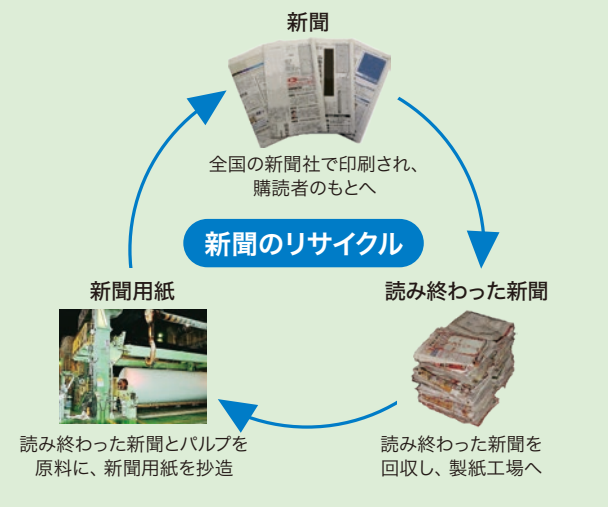 新聞
全国の新聞社で印刷され、
購読者のもとへ
新聞のリサイクル
新聞用紙
読み終わった新聞とパルプを
原料に、新聞用紙を抄造
読み終わった新聞
読み終わった新聞を
回収し、製紙工場へ